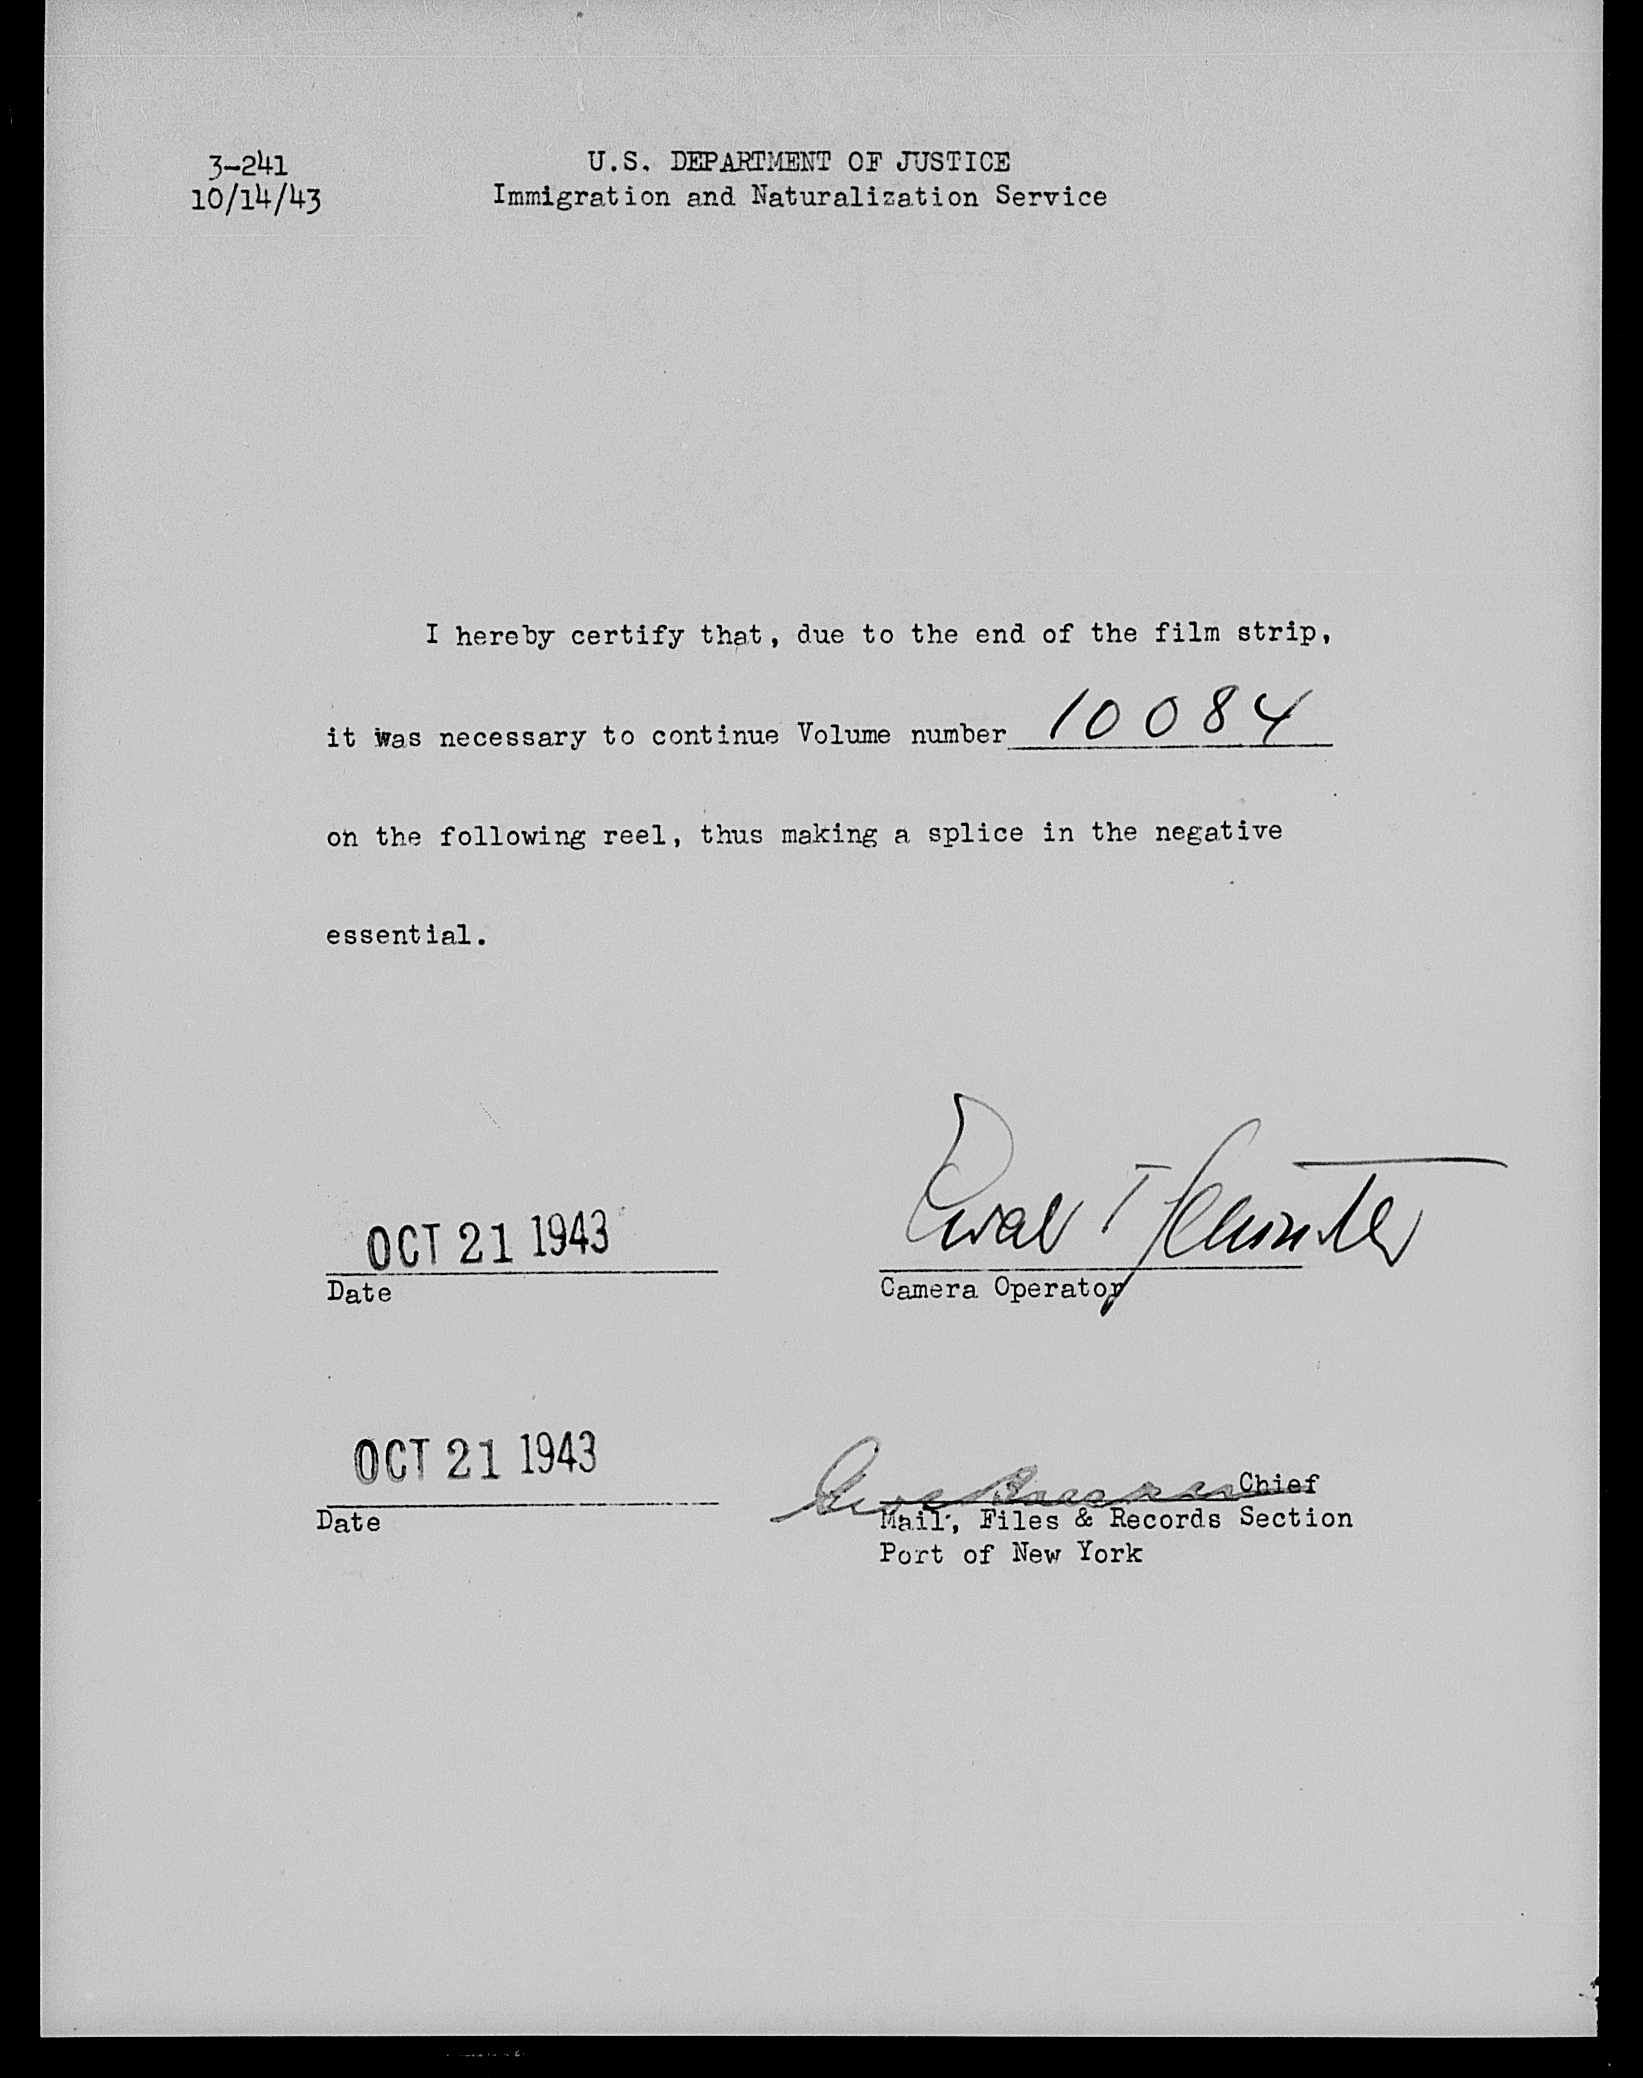 3-241
10/14/43
U.S. DEPARTMENT OF JUSTICE
Immigration and Naturalization Service
I hereby certify that, due to the end of the film strip,
it was necessary to continue Volume number 10084
on the following reel, thus making a splice in the negative
essential.
OCT 21 1943
Date
Camera Operator
OCT 21 1943
Date
Chief
Mail, Files & Records Section
Port of New York